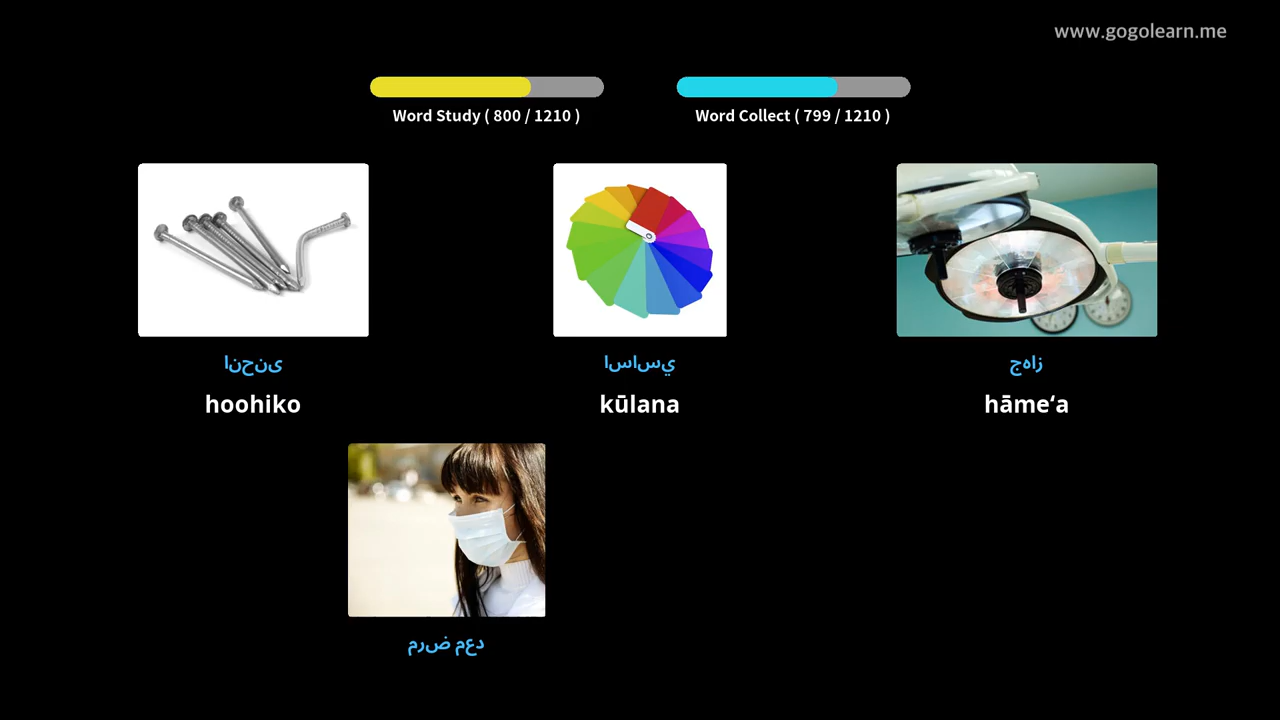 www.gogolearn.me
Word Study ( 800 / 1210 )
Word Collect ( 799 / 1210 )
انحنى
اساسي
جهاز
hoohiko
kūlana
hāmeʻa
مرض معد